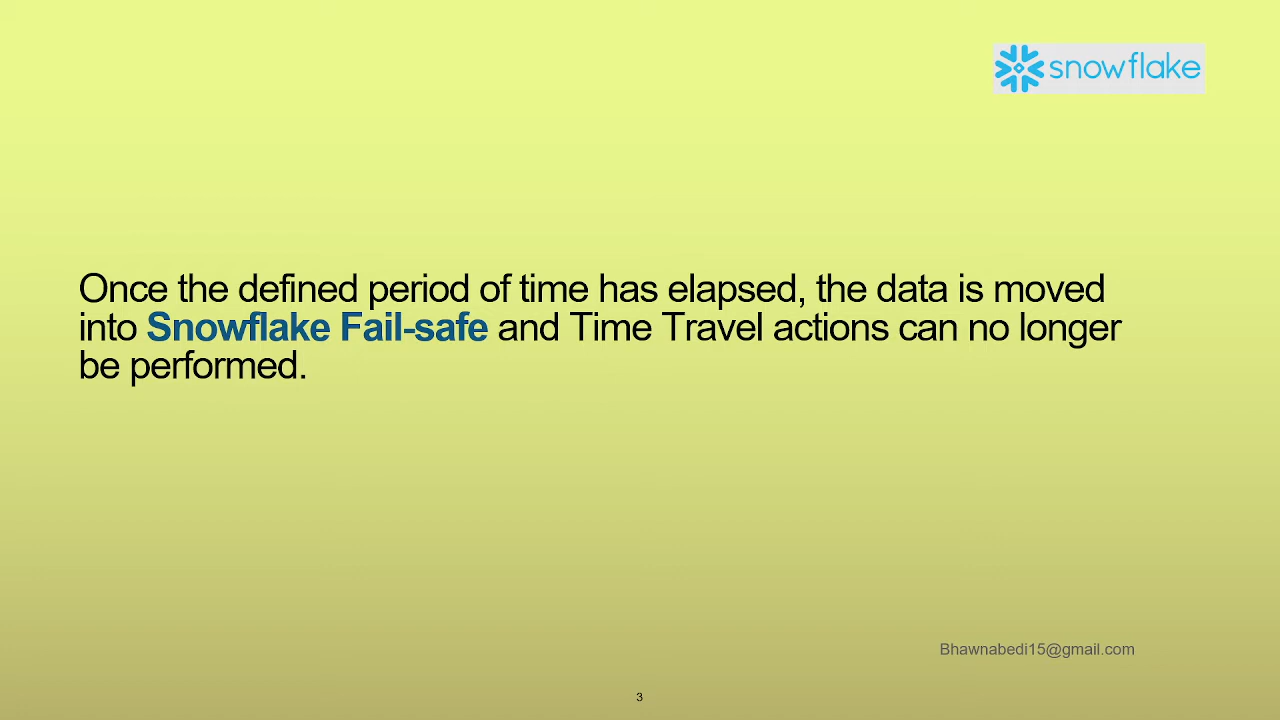 snowflake
Once the defined period of time has elapsed, the data is moved
into Snowflake Fail-safe and Time Travel actions can no longer
be performed.
Bhawnabedi15@gmail.com
3